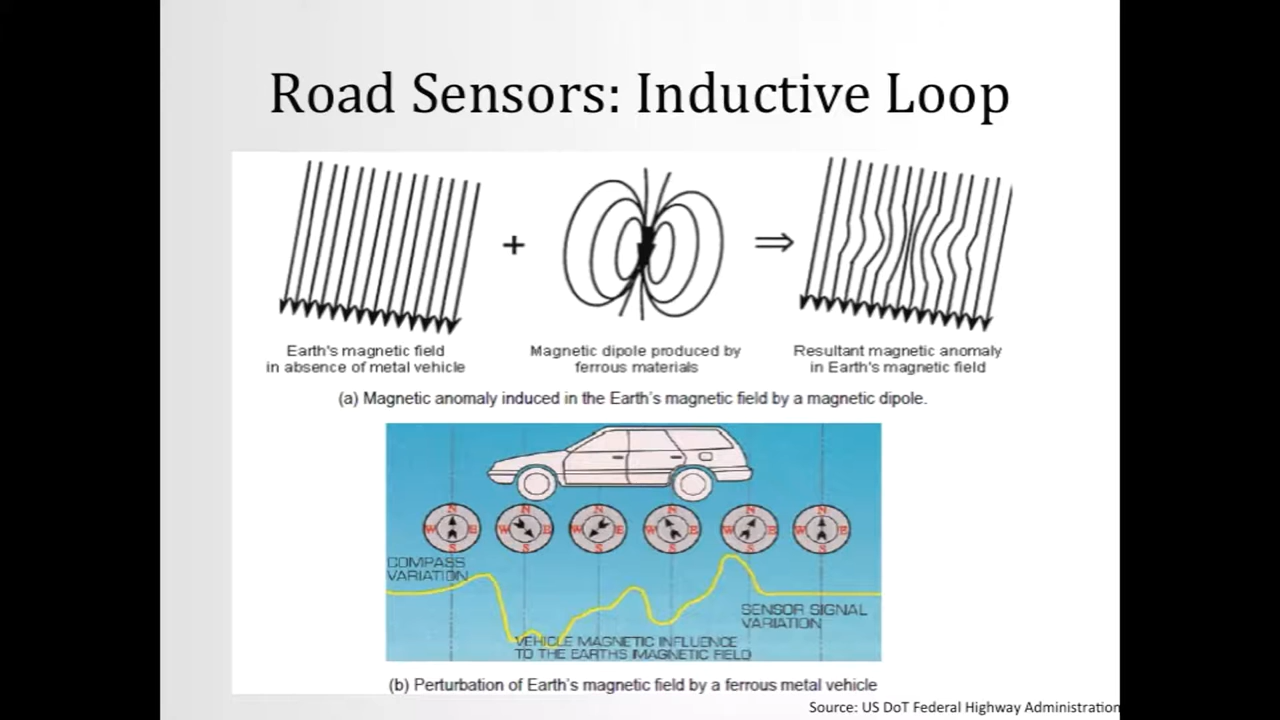 Road Sensors: Inductive Loop
+
⇒
Earth's magnetic field
in absence of metal vehicle
Magnetic dipole produced by
ferrous materials
Resultant magnetic anomaly
in Earth's magnetic field
(a) Magnetic anomaly induced in the Earth's magnetic field by a magnetic dipole.
N N N N N N
W E W E W E W E W E W E
S S S S S S
COMPASS
VARIATION
SENSOR SIGNAL
VARIATION
VEHICLE MAGNETIC INFLUENCE
TO THE EARTHS MAGNETIC FIELD
(b) Perturbation of Earth's magnetic field by a ferrous metal vehicle
Source: US DoT Federal Highway Administration